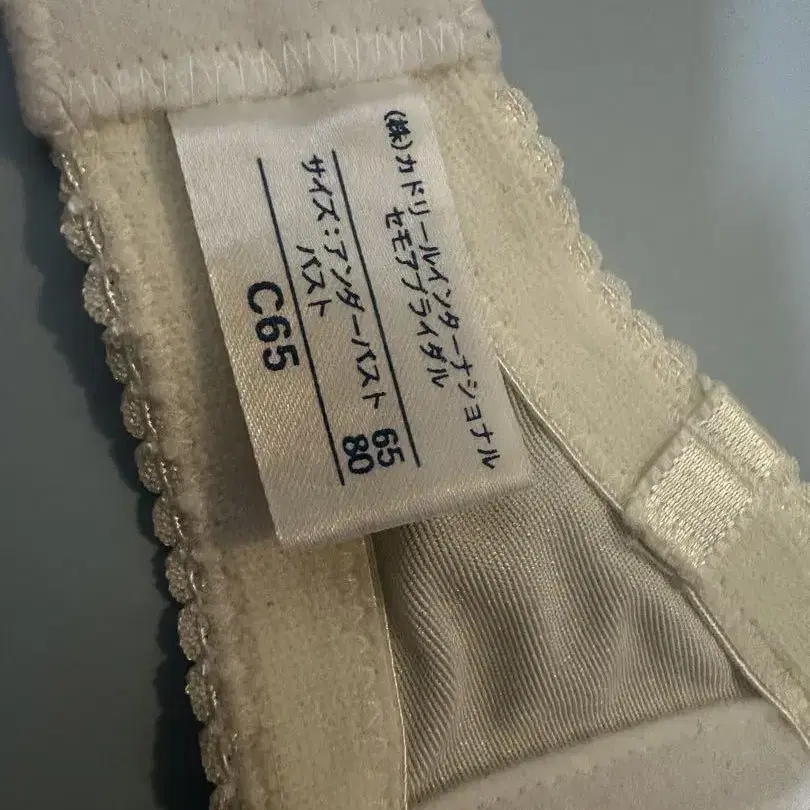 (株)カドリールインターナショナル
セモアブライダル
サイズ:アンダーバスト 65
バスト 80
C65